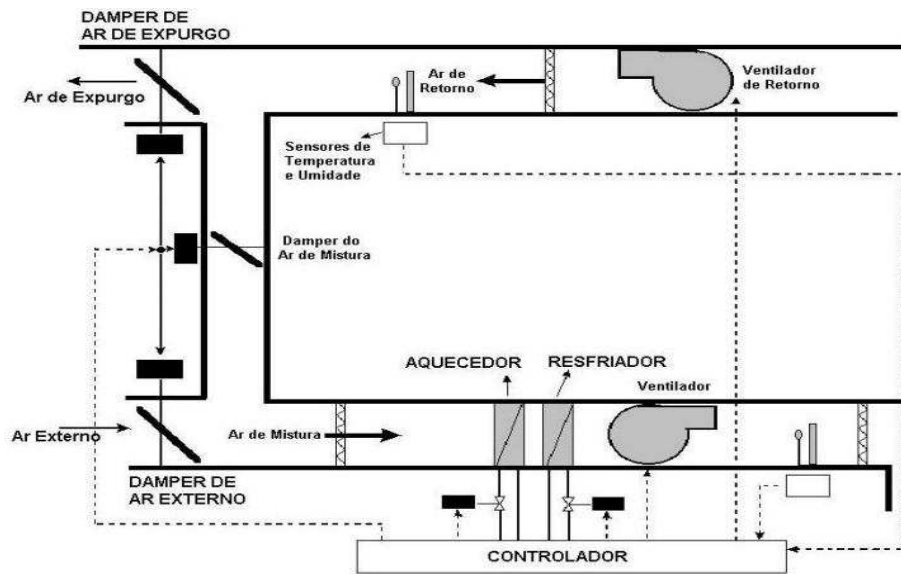 DAMPER DE
AR DE EXPURGO
Ar de Expurgo
Ar de
Retorno
Ventilador
de Retorno
Sensores de
Temperatura
e Umidade
Damper do
Ar de Mistura
AQUECEDOR
RESFRIADOR
Ventilador
Ar Externo
Ar de Mistura
DAMPER DE
AR EXTERNO
CONTROLADOR